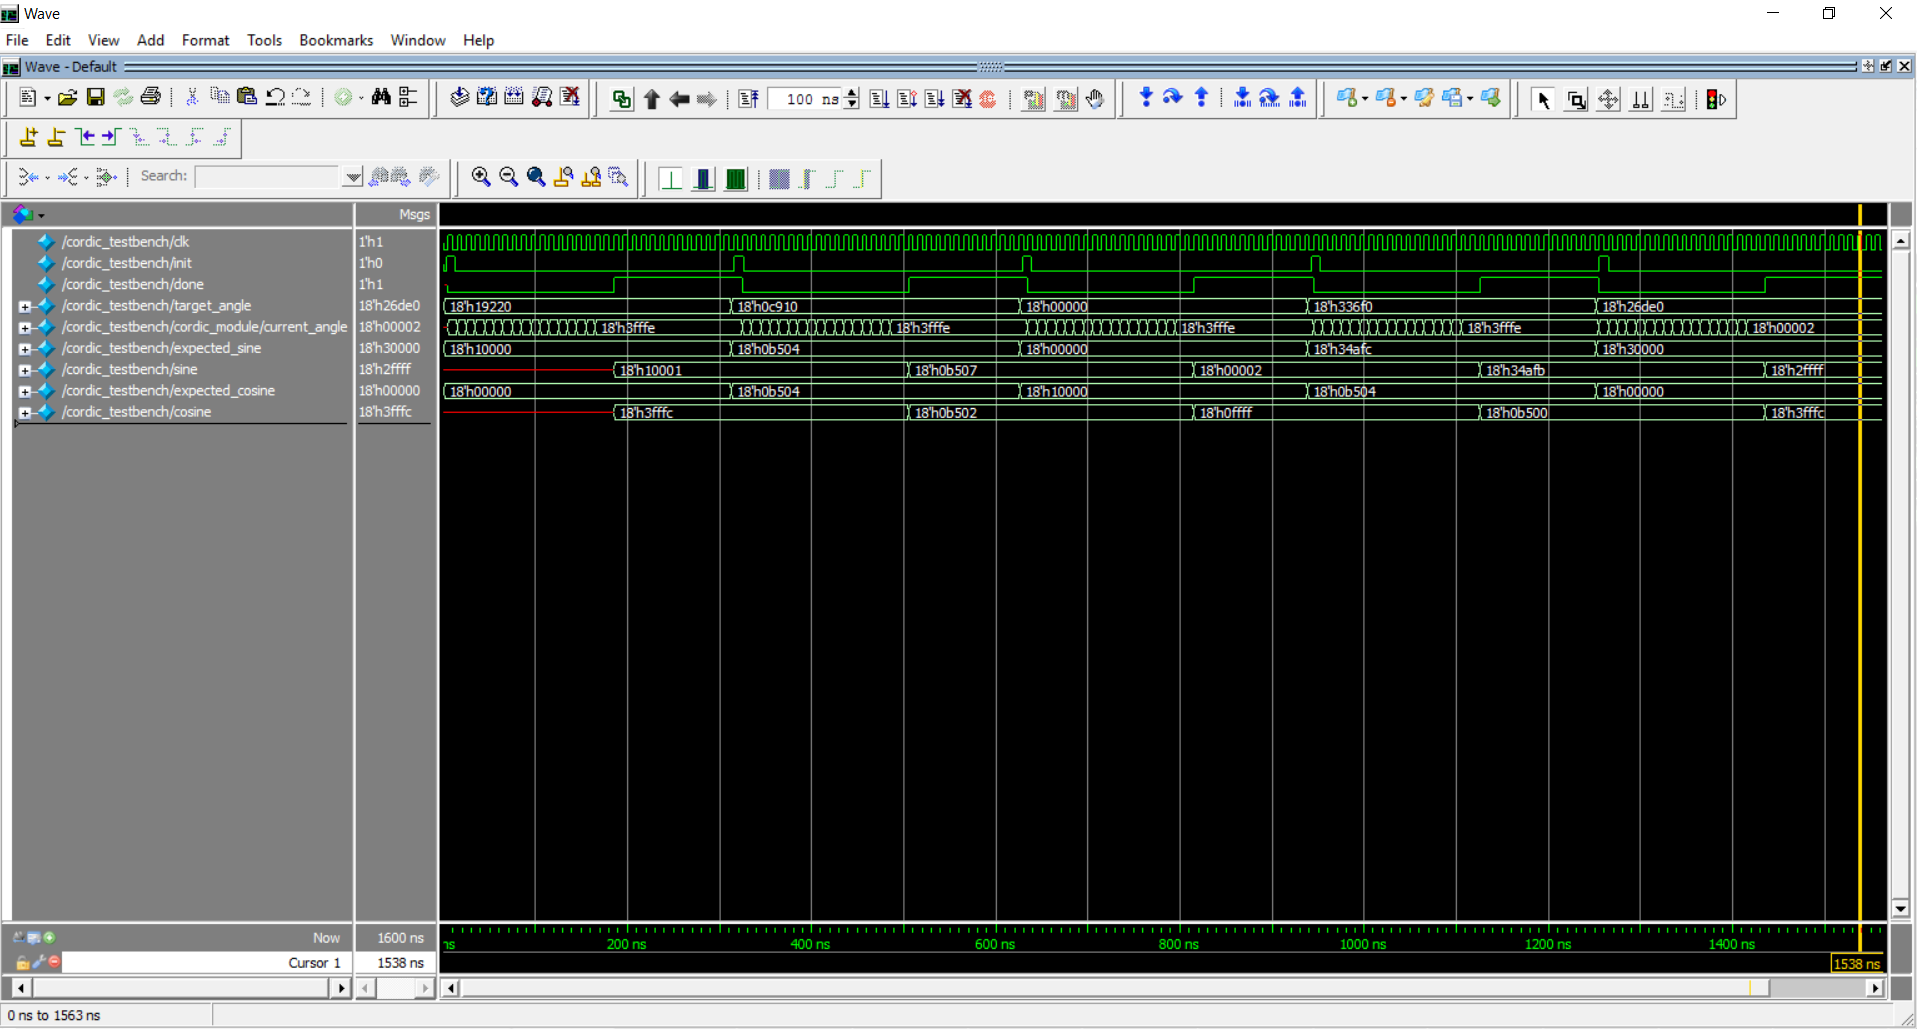 Wave
File Edit View Add Format Tools Bookmarks Window Help
Wave - Default
100 ns
Search:
Msgs
/cordic_testbench/clk 1'h1
/cordic_testbench/init 1'h0
/cordic_testbench/done 1'h1
/cordic_testbench/target_angle 18'h26de0 18'h19220 18'h0c910 18'h00000 18'h336f0 18'h26de0
/cordic_testbench/cordic_module/current_angle 18'h00002 18'h3fffe 18'h3fffe 18'h3fffe 18'h3fffe 18'h00002
/cordic_testbench/expected_sine 18'h30000 18'h10000 18'h0b504 18'h00000 18'h34afc 18'h30000
/cordic_testbench/sine 18'h2ffff 18'h10001 18'h0b507 18'h00002 18'h34afb 18'h2ffff
/cordic_testbench/expected_cosine 18'h00000 18'h00000 18'h0b504 18'h10000 18'h0b504 18'h00000
/cordic_testbench/cosine 18'h3fffc 18'h3fffc 18'h0b502 18'h0ffff 18'h0b500 18'h3fffc
Now 1600 ns ns 200 ns 400 ns 600 ns 800 ns 1000 ns 1200 ns 1400 ns
Cursor 1 1538 ns 1538 ns
0 ns to 1563 ns